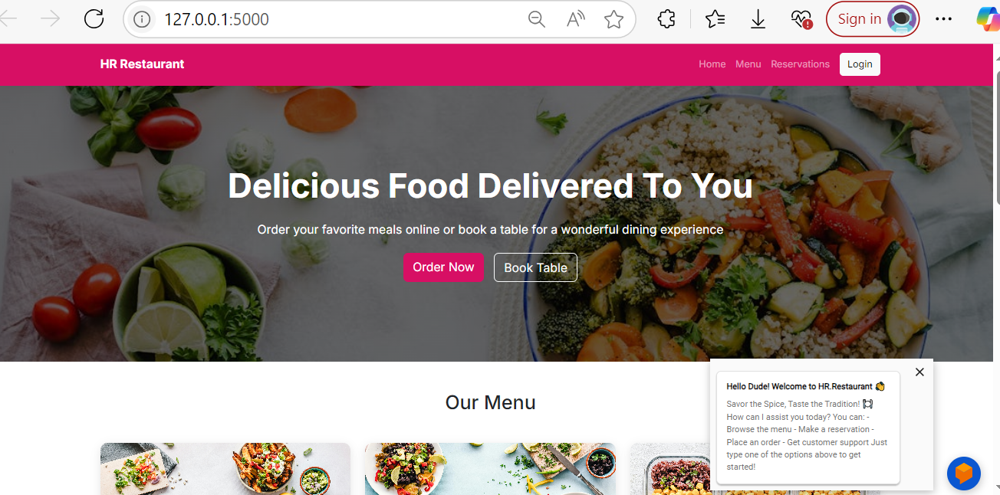 127.0.0.1:5000
Sign in
HR Restaurant
Home Menu Reservations Login
Delicious Food Delivered To You
Order your favorite meals online or book a table for a wonderful dining experience
Order Now Book Table
Our Menu
Hello Dude! Welcome to HR.Restaurant 👏
Savor the Spice, Taste the Tradition! 🍽
How can I assist you today? You can: -
Browse the menu - Make a reservation -
Place an order - Get customer support Just
type one of the options above to get
started!